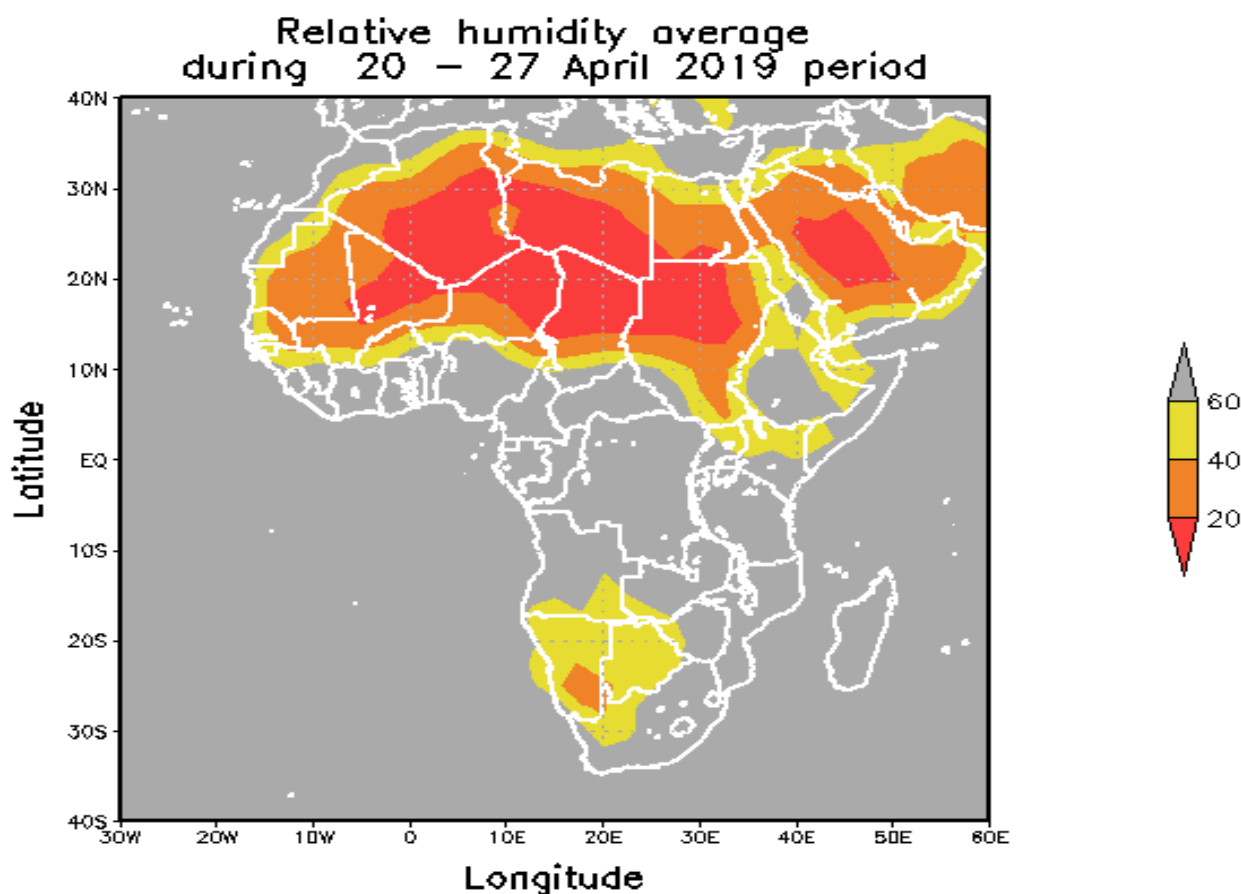 Relative humidity average
during 20 – 27 April 2019 period
40N
30N
20N
10N
EQ
10S
20S
30S
40S
Latitude
30W
20W
10W
0
10E
20E
30E
40E
50E
60E
Longitude
60
40
20